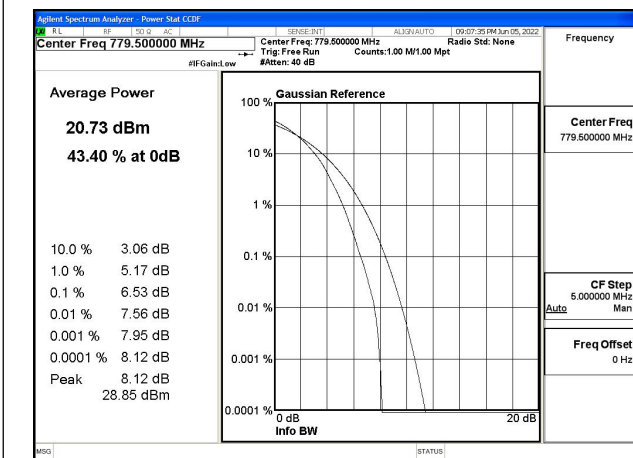 Agilent Spectrum Analyzer - Power Stat CCDF
LXI RL RF 50 Ω AC SENSE:INT ALIGN AUTO 09:07:35 PM Jun 05, 2022
Center Freq 779.500000 MHz
Center Freq: 779.500000 MHz Radio Std: None
Trig: Free Run Counts:1.00 M/1.00 Mpt
#IFGain:Low #Atten: 40 dB
Frequency
Average Power
20.73 dBm
43.40 % at 0dB
10.0 % 3.06 dB
1.0 % 5.17 dB
0.1 % 6.53 dB
0.01 % 7.56 dB
0.001 % 7.95 dB
0.0001 % 8.12 dB
Peak 8.12 dB
28.85 dBm
Gaussian Reference
100 %
10 %
1 %
0.1 %
0.01 %
0.001 %
0.0001 %
0 dB 20 dB
Info BW
Center Freq
779.500000 MHz
CF Step
5.000000 MHz
Auto Man
Freq Offset
0 Hz
MSG STATUS